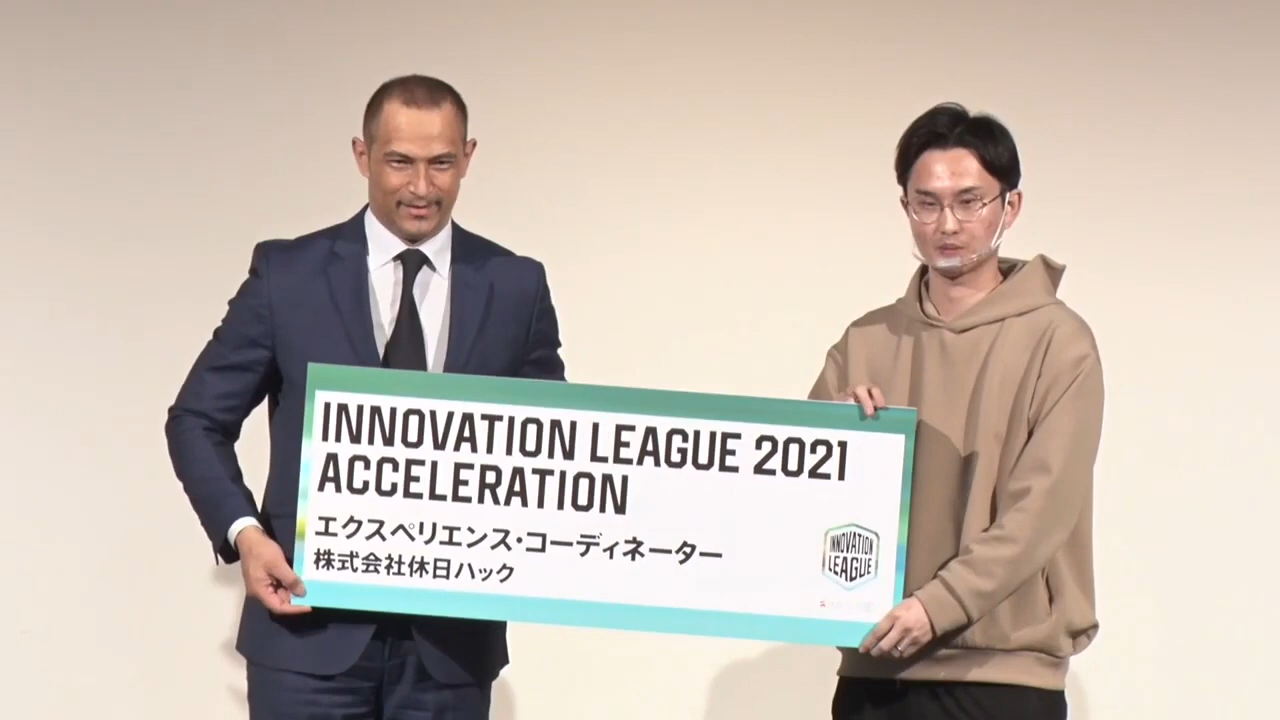 INNOVATION LEAGUE 2021
ACCELERATION
エクスペリエンス・コーディネーター
株式会社休日ハック
INNOVATION
LEAGUE